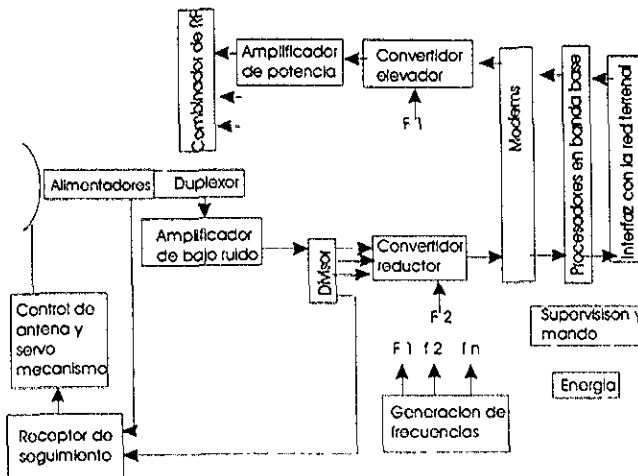 Combinador de RF
Amplificador
de potencia
Convertidor
elevador
F 1
Modems
Procesadores en banda base
Interfaz con la red terrenal
Alimentadores
Duplexor
Amplificador
de bajo ruido
Divisor
Convertidor
reductor
F 2
Control de
antena y
servo
mecanismo
Supervision y
mando
F 1 f 2 f n
Energia
Generacion de
frecuencias
Receptor de
seguimiento